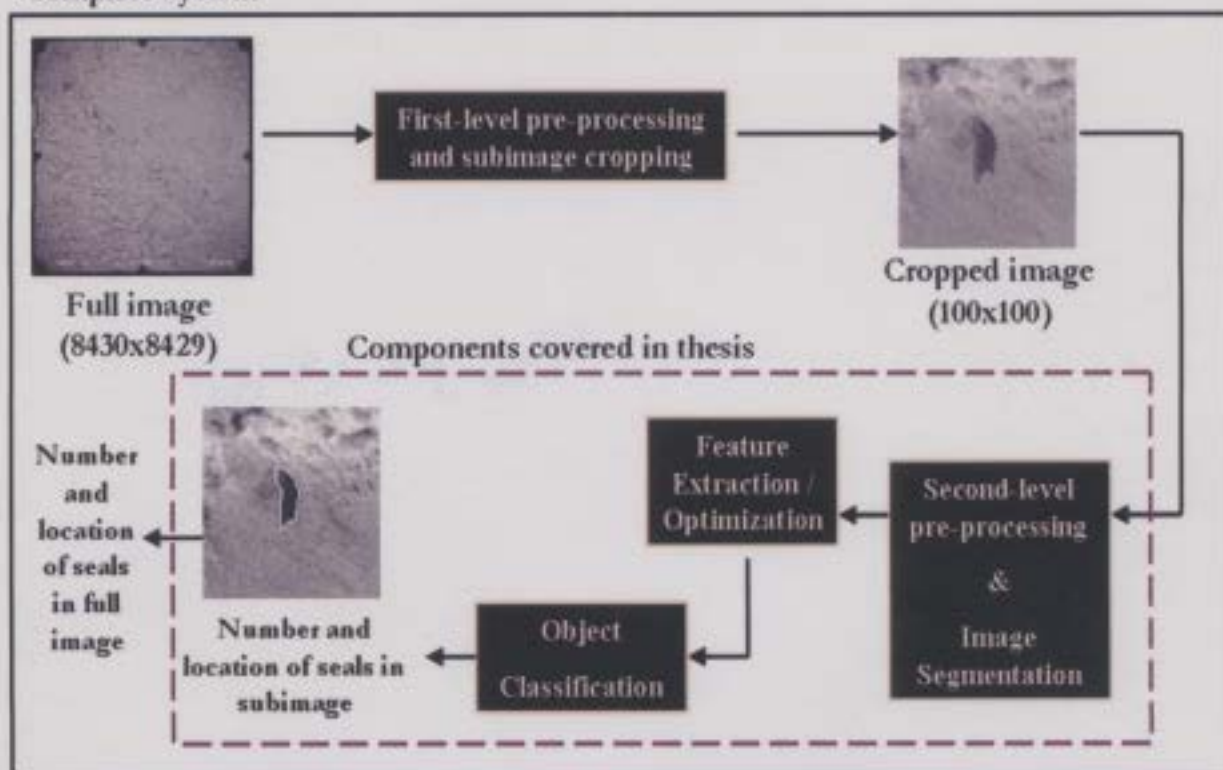 First-level pre-processing
and subimage cropping
Full image
(8430x8429)
Cropped image
(100x100)
Components covered in thesis
Number
and
location
of seals
in full
image
Number and
location of seals in
subimage
Feature
Extraction /
Optimization
Object
Classification
Second-level
pre-processing
&
Image
Segmentation